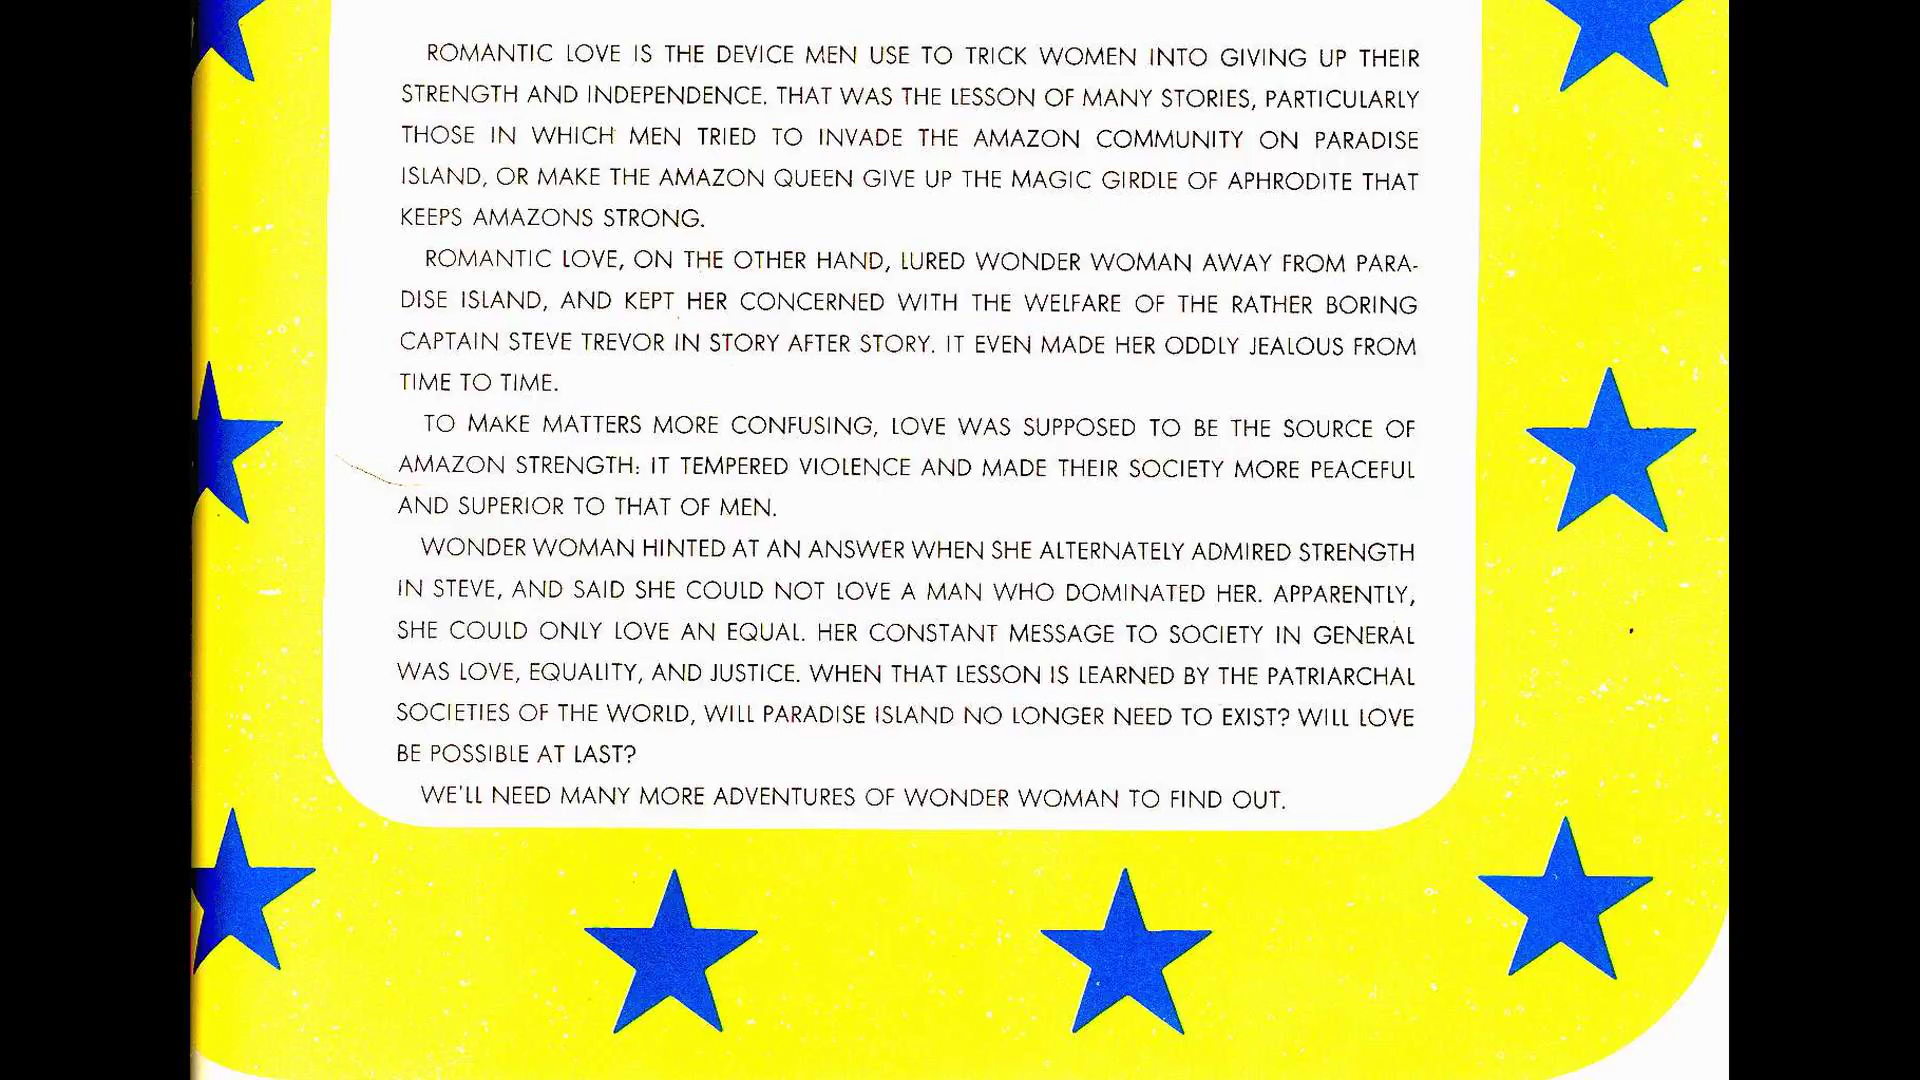 ROMANTIC LOVE IS THE DEVICE MEN USE TO TRICK WOMEN INTO GIVING UP THEIR
STRENGTH AND INDEPENDENCE. THAT WAS THE LESSON OF MANY STORIES, PARTICULARLY
THOSE IN WHICH MEN TRIED TO INVADE THE AMAZON COMMUNITY ON PARADISE
ISLAND, OR MAKE THE AMAZON QUEEN GIVE UP THE MAGIC GIRDLE OF APHRODITE THAT
KEEPS AMAZONS STRONG.
ROMANTIC LOVE, ON THE OTHER HAND, LURED WONDER WOMAN AWAY FROM PARA-
DISE ISLAND, AND KEPT HER CONCERNED WITH THE WELFARE OF THE RATHER BORING
CAPTAIN STEVE TREVOR IN STORY AFTER STORY. IT EVEN MADE HER ODDLY JEALOUS FROM
TIME TO TIME.
TO MAKE MATTERS MORE CONFUSING, LOVE WAS SUPPOSED TO BE THE SOURCE OF
AMAZON STRENGTH: IT TEMPERED VIOLENCE AND MADE THEIR SOCIETY MORE PEACEFUL
AND SUPERIOR TO THAT OF MEN.
WONDER WOMAN HINTED AT AN ANSWER WHEN SHE ALTERNATELY ADMIRED STRENGTH
IN STEVE, AND SAID SHE COULD NOT LOVE A MAN WHO DOMINATED HER. APPARENTLY,
SHE COULD ONLY LOVE AN EQUAL. HER CONSTANT MESSAGE TO SOCIETY IN GENERAL
WAS LOVE, EQUALITY, AND JUSTICE. WHEN THAT LESSON IS LEARNED BY THE PATRIARCHAL
SOCIETIES OF THE WORLD, WILL PARADISE ISLAND NO LONGER NEED TO EXIST? WILL LOVE
BE POSSIBLE AT LAST?
WE'LL NEED MANY MORE ADVENTURES OF WONDER WOMAN TO FIND OUT.